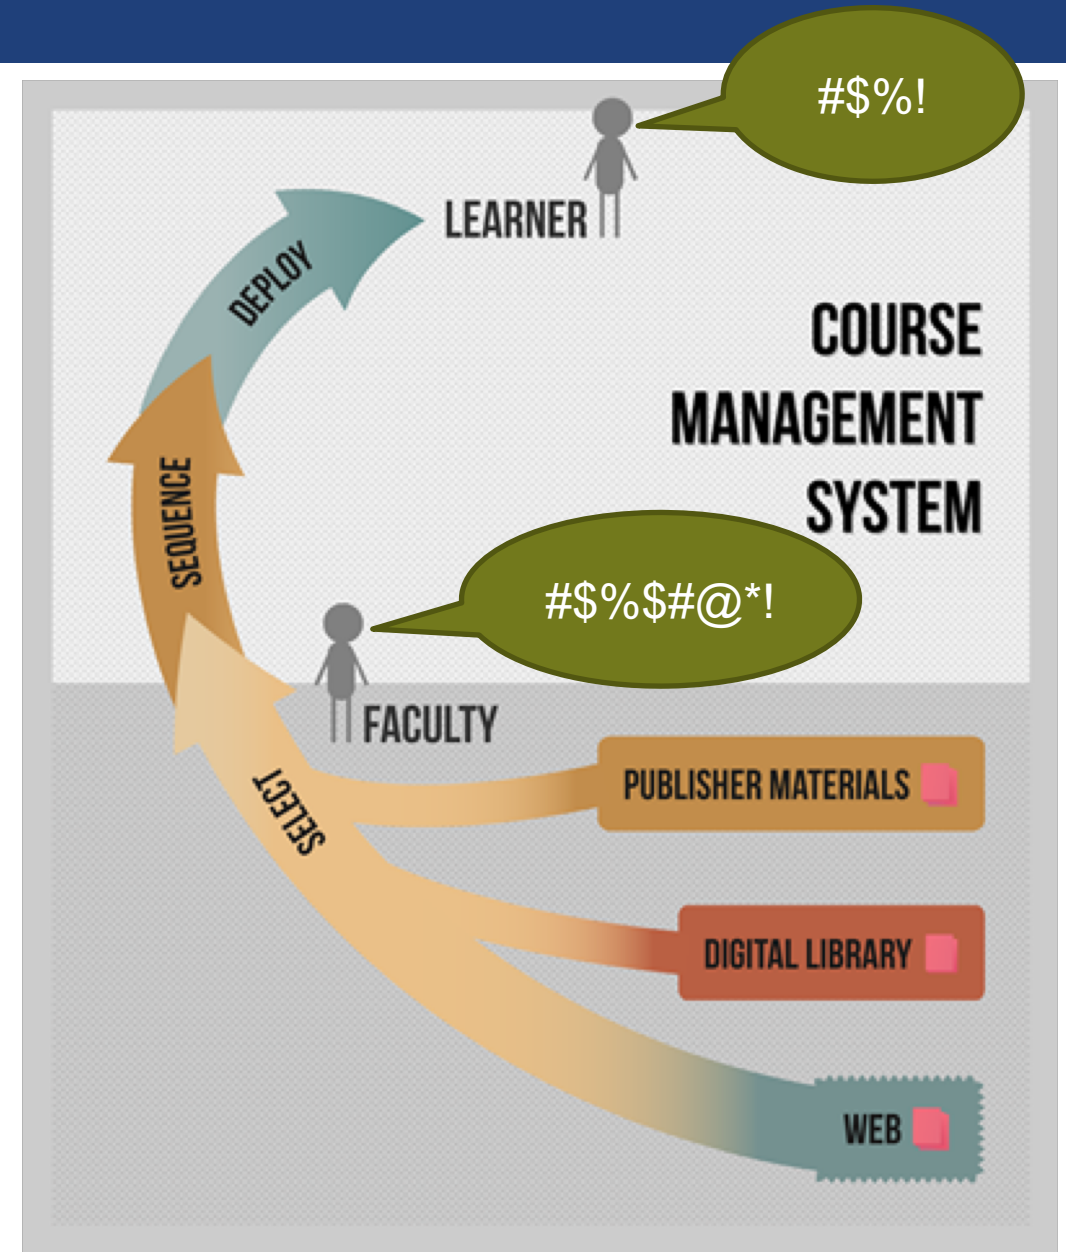 #$%!
LEARNER
DEPLOY
COURSE
MANAGEMENT
SYSTEM
SEQUENCE
#$%$#@*!
FACULTY
SELECT
PUBLISHER MATERIALS
DIGITAL LIBRARY
WEB